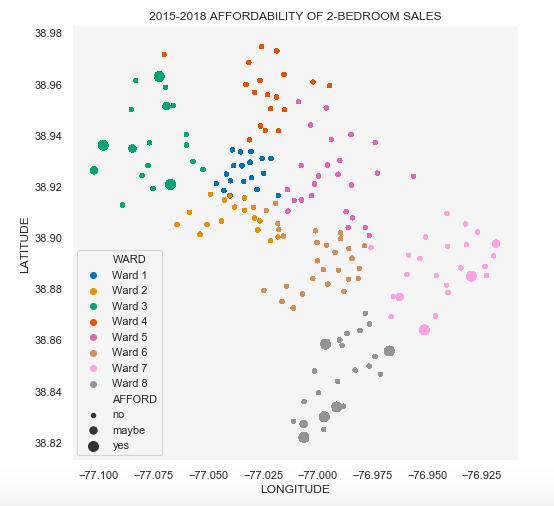 2015-2018 AFFORDABILITY OF 2-BEDROOM SALES
38.98
38.96
38.94
38.92
38.90
38.88
38.86
38.84
38.82
LATITUDE
WARD
Ward 1
Ward 2
Ward 3
Ward 4
Ward 5
Ward 6
Ward 7
Ward 8
AFFORD
no
maybe
yes
−77.100 −77.075 −77.050 −77.025 −77.000 −76.975 −76.950 −76.925
LONGITUDE